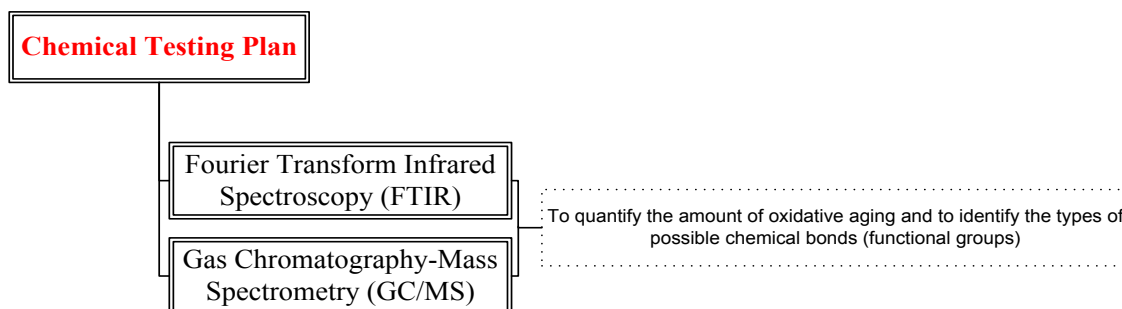 Chemical Testing Plan
Fourier Transform Infrared
Spectroscopy (FTIR)
To quantify the amount of oxidative aging and to identify the types of
possible chemical bonds (functional groups)
Gas Chromatography-Mass
Spectrometry (GC/MS)